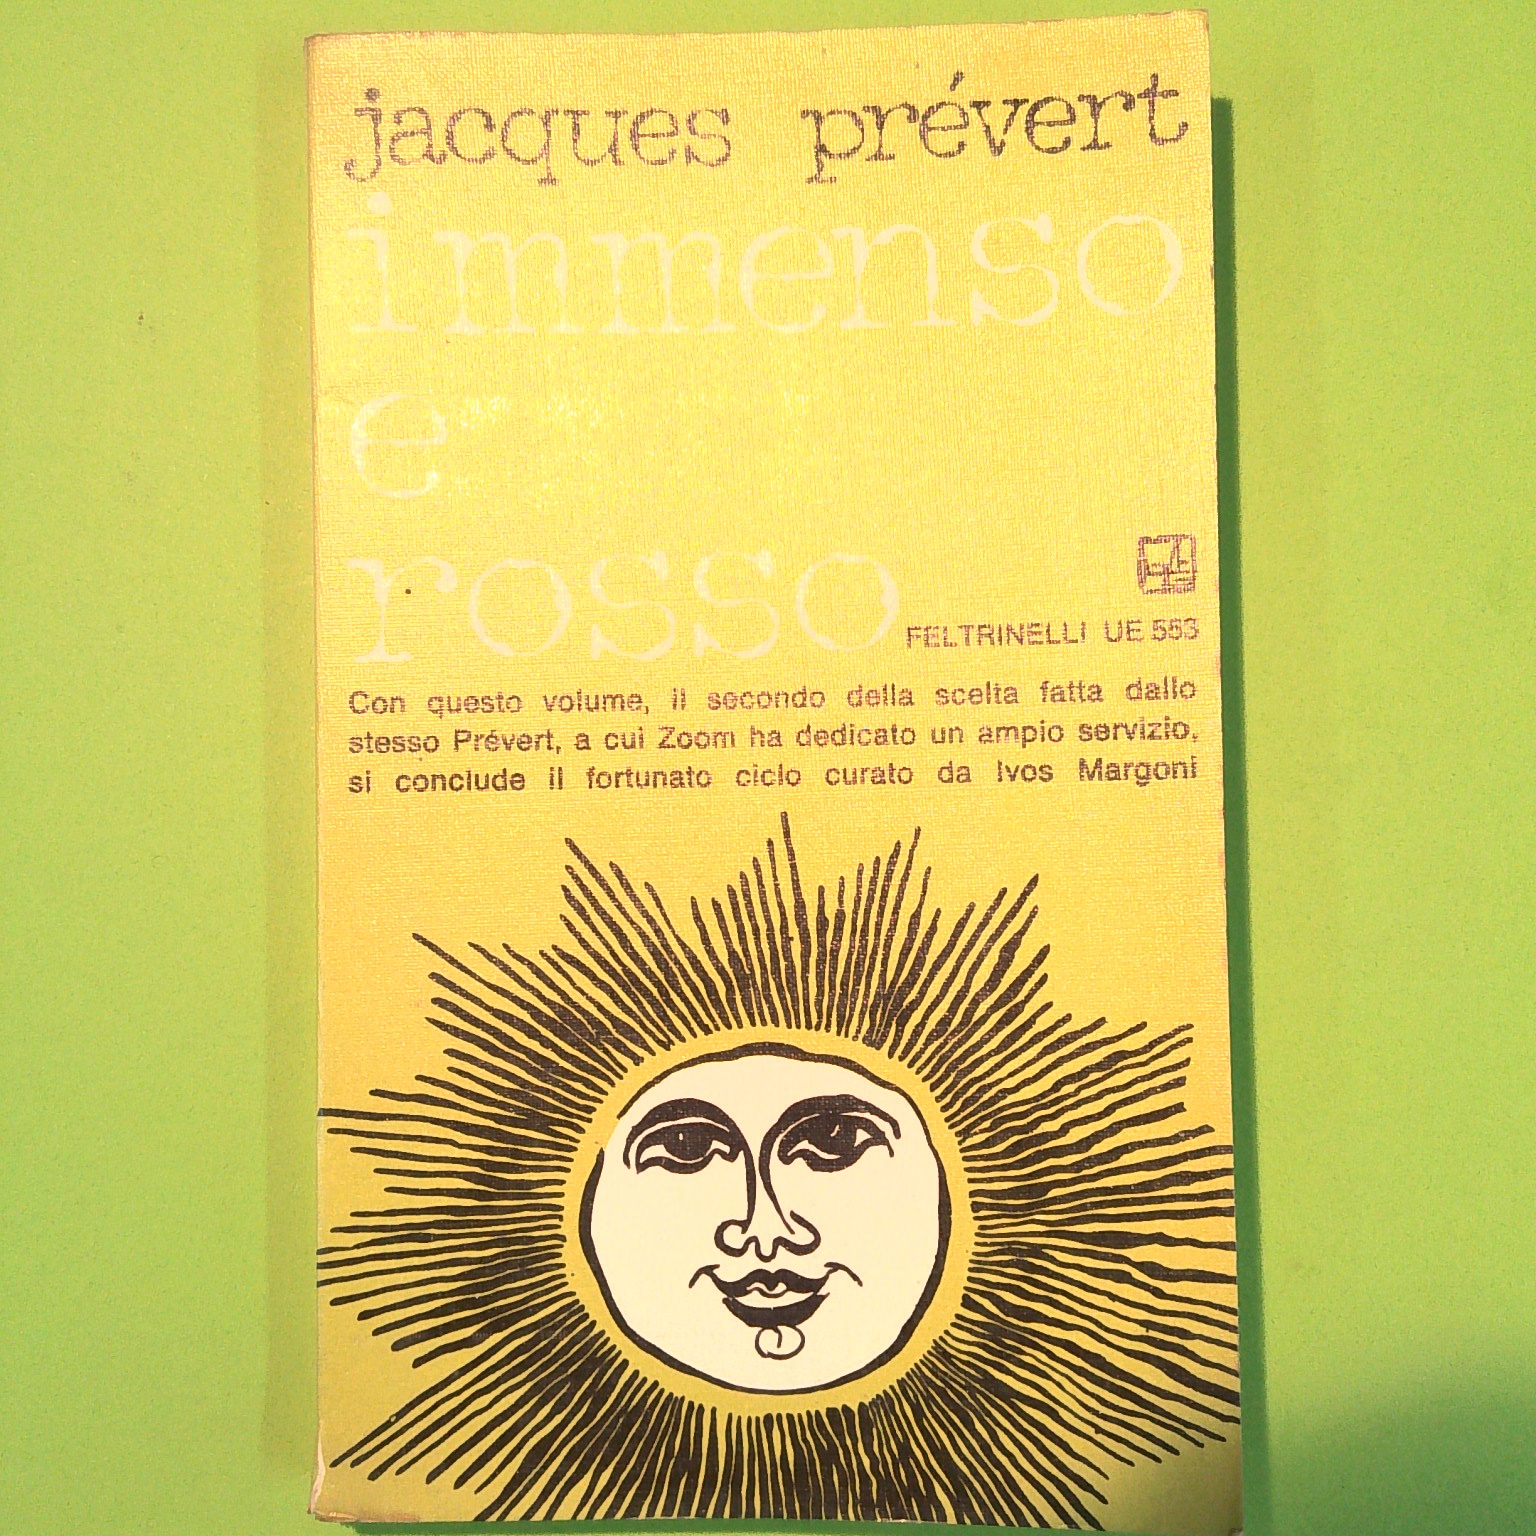 jacques prévert
immenso
e
rosso
FELTRINELLI UE 553
Con questo volume, il secondo della scelta fatta dallo
stesso Prévert, a cui Zoom ha dedicato un ampio servizio,
si conclude il fortunato ciclo curato da Ivos Margoni